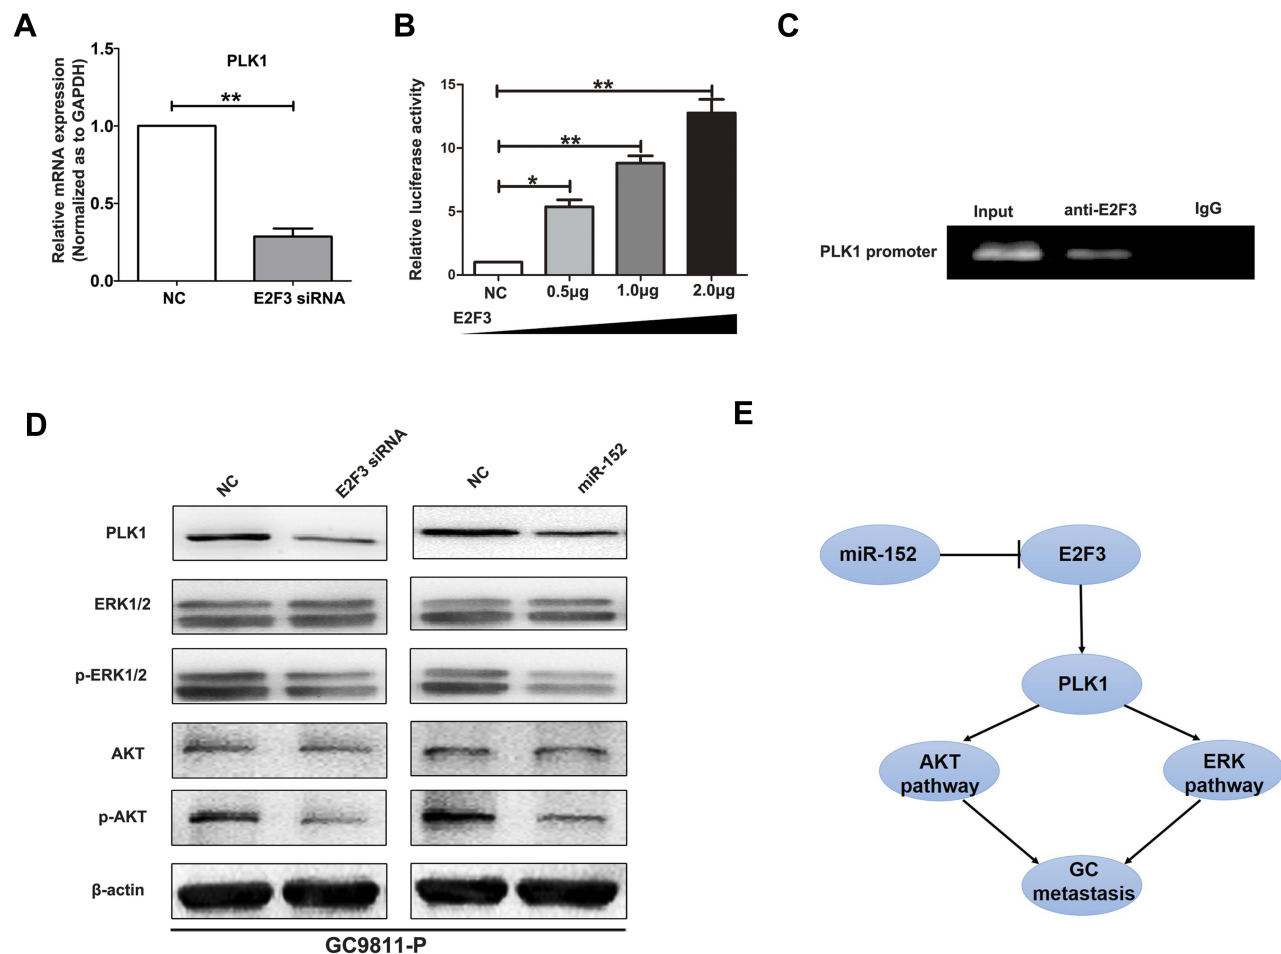 A
Relative mRNA expression
(Normalized as to GAPDH)
1.5
1.0
0.5
0.0
PLK1
**
NC
E2F3 siRNA
B
Relative luciferase activity
15
10
5
0
**
**
*
NC
0.5μg
1.0μg
2.0μg
E2F3
C
Input
anti-E2F3
IgG
PLK1 promoter
D
NC
E2F3 siRNA
NC
miR-152
PLK1
ERK1/2
p-ERK1/2
AKT
p-AKT
β-actin
GC9811-P
E
miR-152
E2F3
PLK1
AKT
pathway
ERK
pathway
GC
metastasis